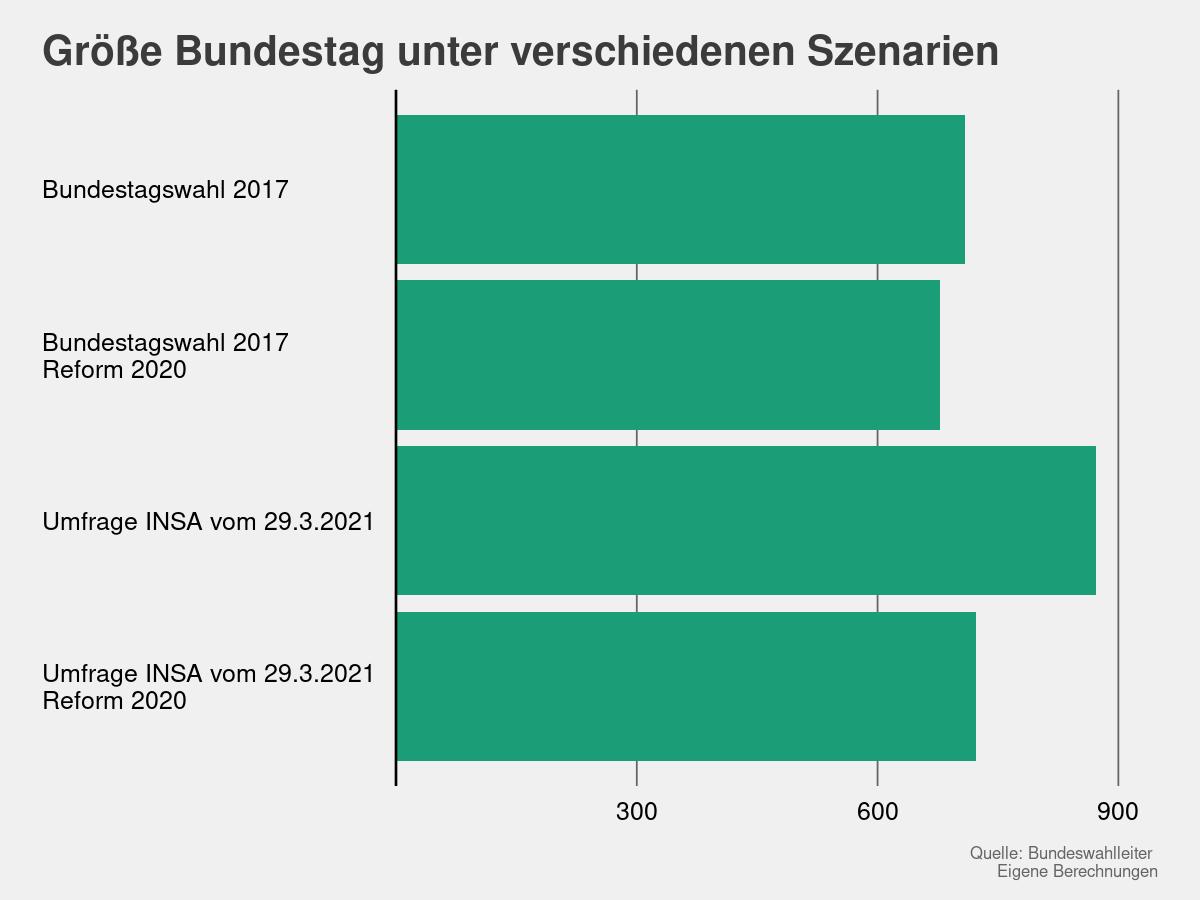 Größe Bundestag unter verschiedenen Szenarien
Bundestagswahl 2017
Bundestagswahl 2017
Reform 2020
Umfrage INSA vom 29.3.2021
Umfrage INSA vom 29.3.2021
Reform 2020
300 600 900
Quelle: Bundeswahlleiter
Eigene Berechnungen